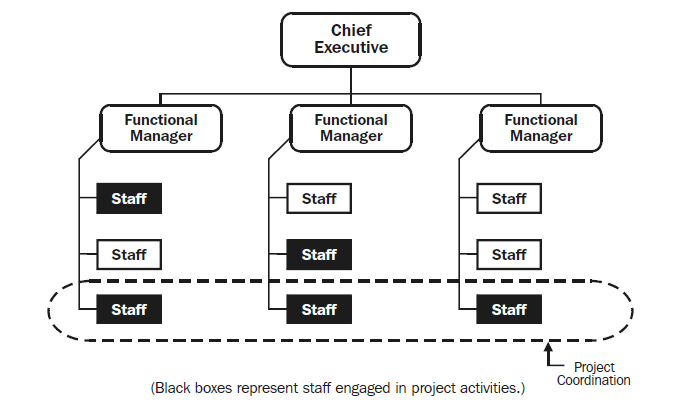 Chief
Executive
Functional
Manager
Functional
Manager
Functional
Manager
Staff
Staff
Staff
Staff
Staff
Staff
Staff
Staff
Staff
Project
Coordination
(Black boxes represent staff engaged in project activities.)